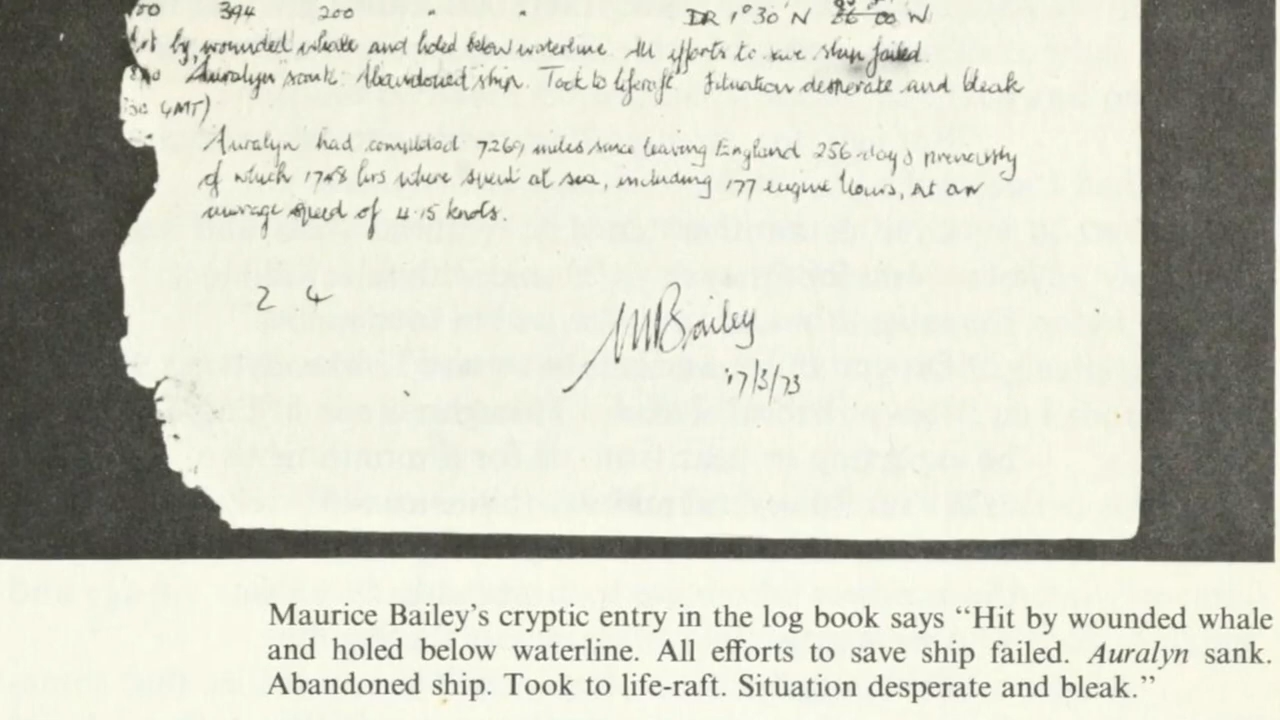 394 200 " " DR 1°30'N 86°00 W
by wounded whale and holed below waterline All efforts to save ship failed
Auralyn sank. Abandoned ship. Took to liferaft Situation desperate and bleak
GMT)
Auralyn had completed 7269 miles since leaving England 256 days previously
of which 1748 hrs where spent at sea, including 177 engine hours, at an
average speed of 4.15 knots.
2 4
MBailey
17/3/73
Maurice Bailey's cryptic entry in the log book says "Hit by wounded whale
and holed below waterline. All efforts to save ship failed. Auralyn sank.
Abandoned ship. Took to life-raft. Situation desperate and bleak."